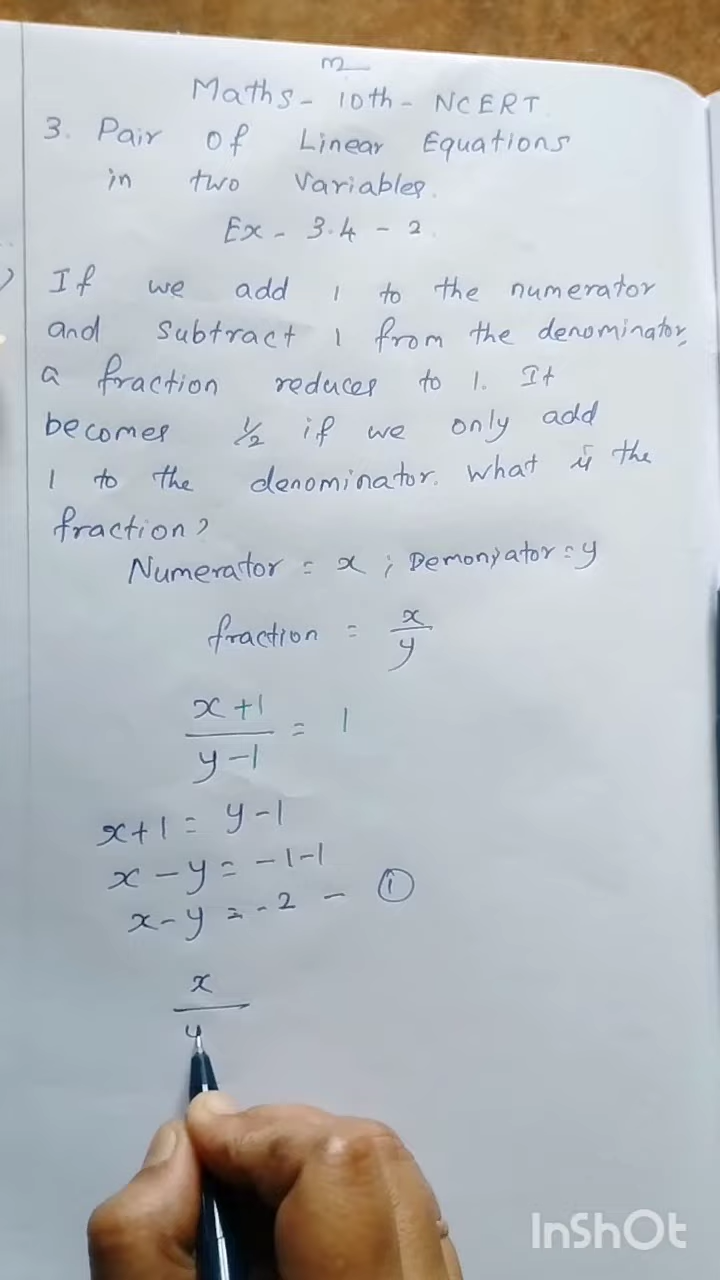 m
Maths - 10th - NCERT.
3. Pair of Linear Equations
in two Variables.
Ex - 3.4 - 2.
If we add 1 to the numerator
and subtract 1 from the denominator,
a fraction reduces to 1. It
becomes 1/2 if we only add
1 to the denominator. What is the
fraction?
Numerator = x ; Demoniator = y
fraction = x/y
x+1/y-1 = 1
x+1 = y-1
x-y = -1-1
x-y = -2 - ①
x
y
InShOt